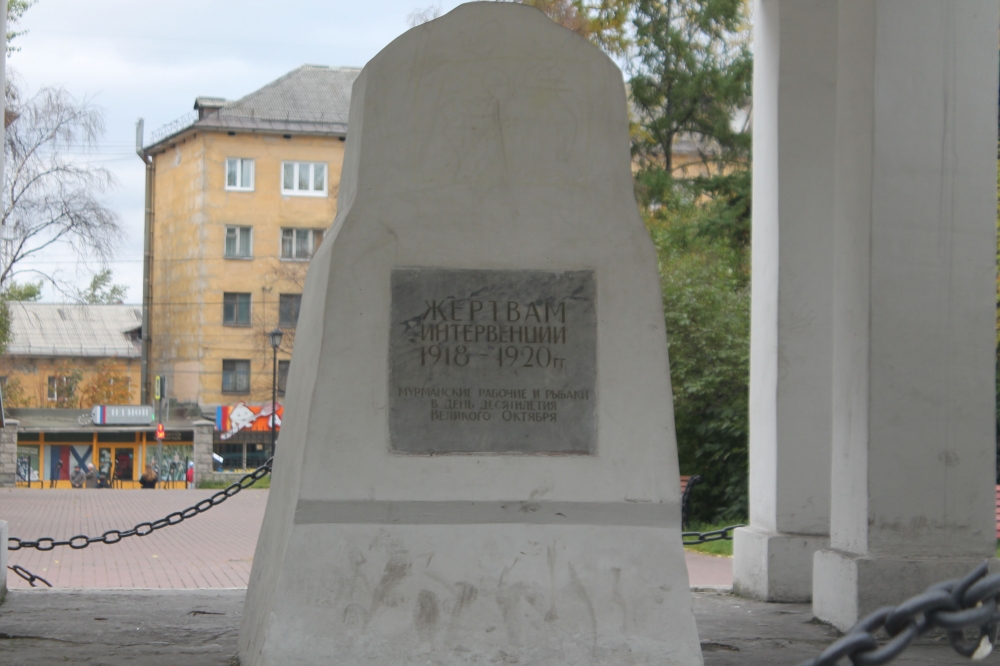 ЖЕРТВАМ
ИНТЕРВЕНЦИИ
1918 - 1920 гг
МУРМАНСКИЕ РАБОЧИЕ И РЫБАКИ
В ДЕНЬ ДЕСЯТИЛЕТИЯ
ВЕЛИКОГО ОКТЯБРЯ